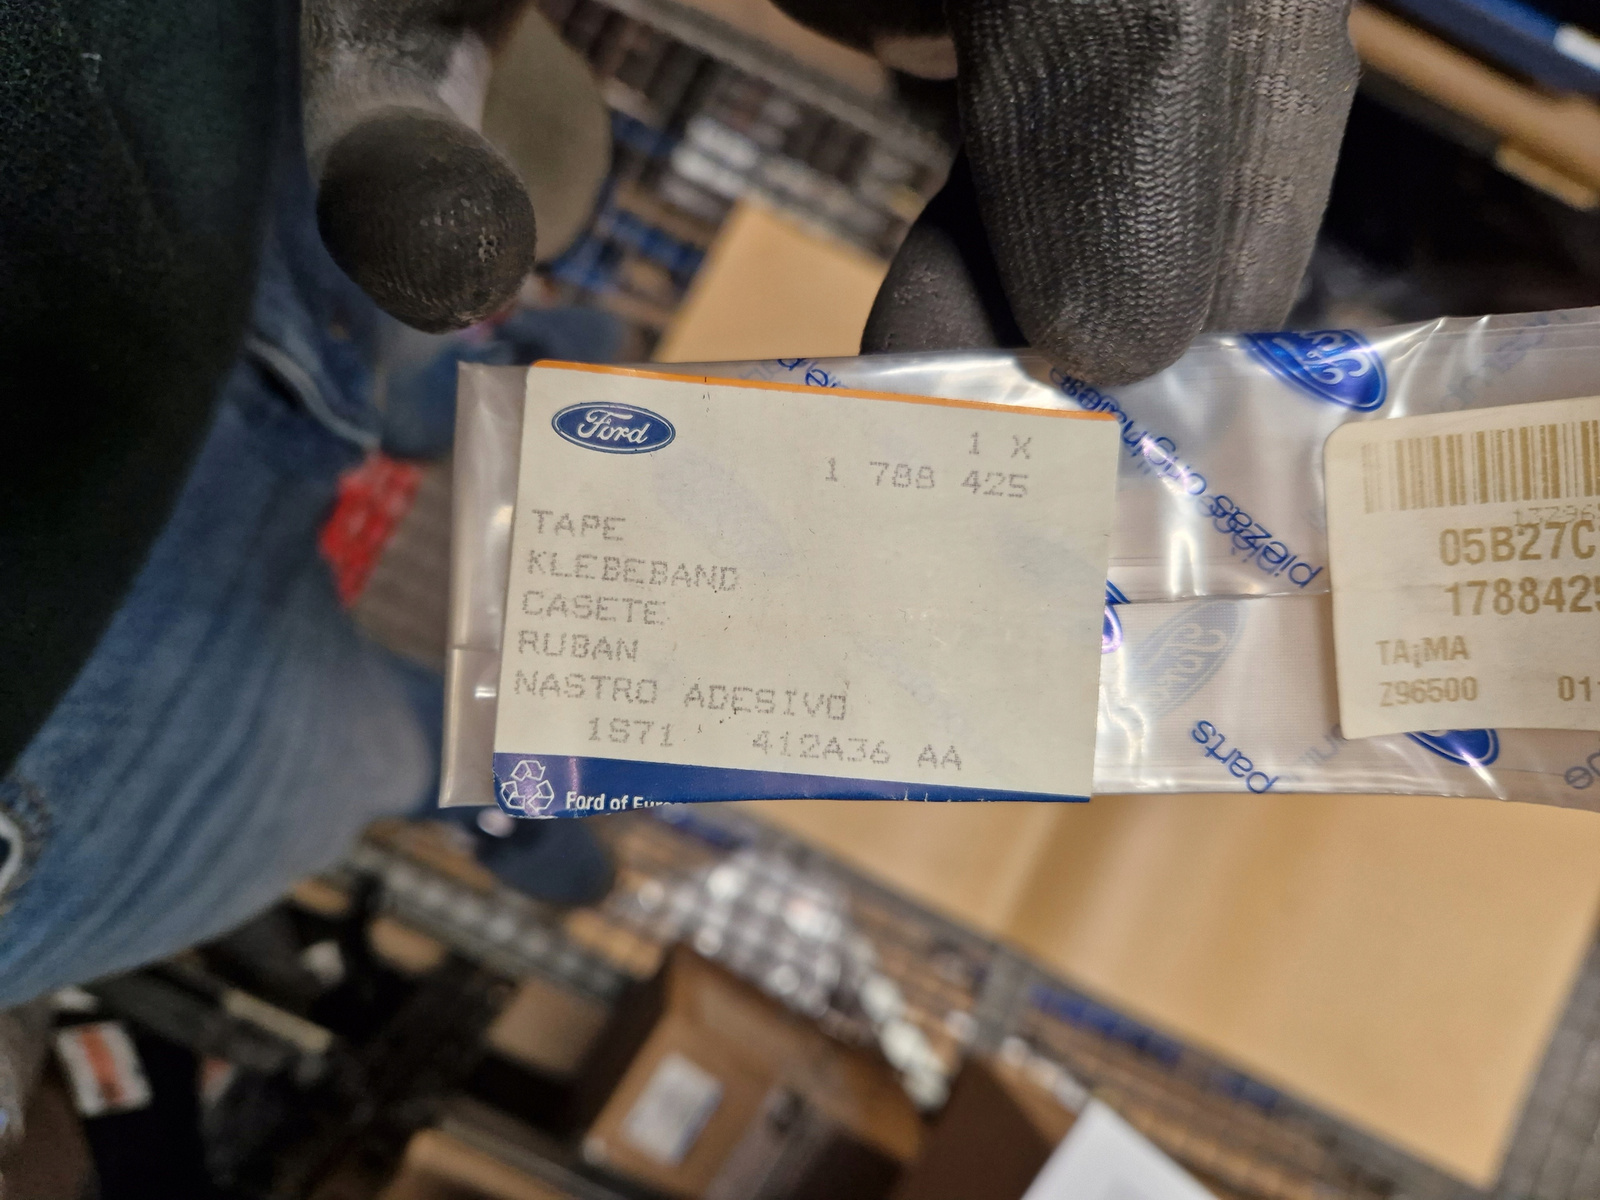 Ford
1 X
1 788 425
TAPE
KLEBEBAND
CASETE
RUBAN
NASTRO ADESIVO
1S71 412A36 AA
Ford of
piezas originales
parts
05B27C
1788425
TA¡MA
Z96500 01